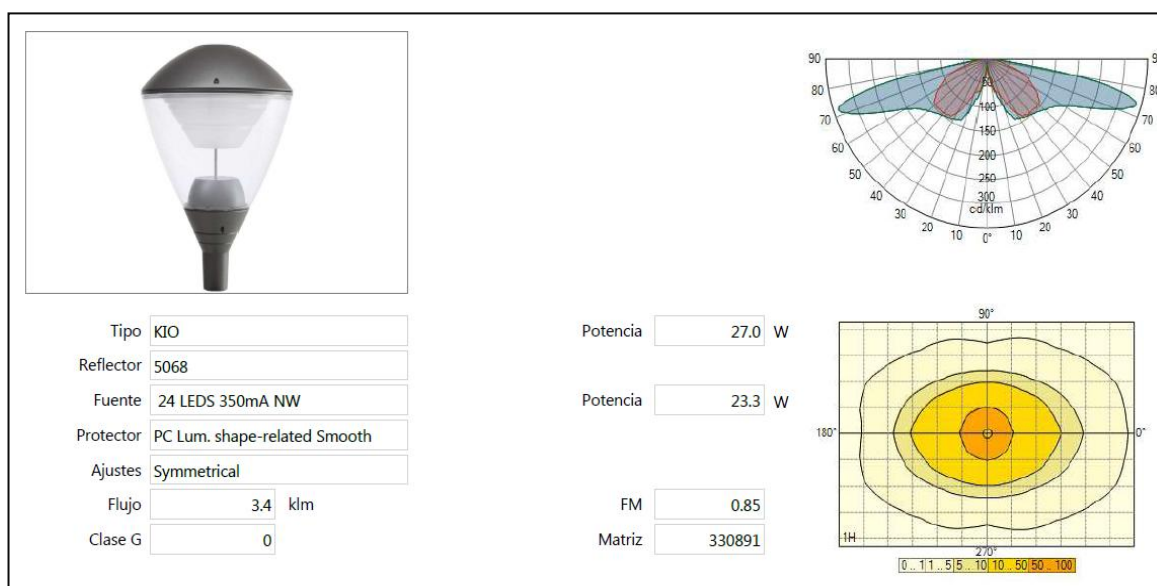 90 9
80 80
70 70
60 60
50 50
40 40
30 30
20 20
10 0° 10
50
100
150
200
250
300
cd/klm
Tipo KIO
Reflector 5068
Fuente 24 LEDS 350mA NW
Protector PC Lum. shape-related Smooth
Ajustes Symmetrical
Flujo 3.4 klm
Clase G 0
Potencia 27.0 W
Potencia 23.3 W
FM 0.85
Matriz 330891
90°
180° 0°
1H
270°
0 .. 1 1 .. 5 5 .. 10 10 .. 50 50 .. 100